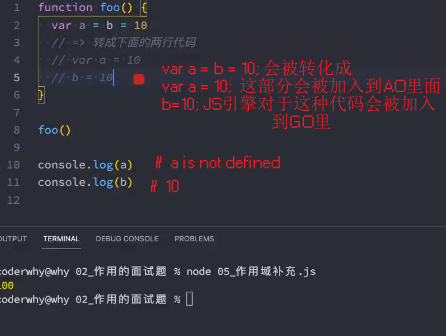 1 function foo() {
2 var a = b = 10
3 // => 转成下面的两行代码
4 // var a = 10
5 // b = 10
6 }
7
8 foo()
9
10 console.log(a)
11 console.log(b)
12
var a = b = 10; 会被转化成
var a = 10; 这部分会被加入到AO里面
b=10; JS引擎对于这种代码会被加入
到GO里
# a is not defined
# 10
OUTPUT TERMINAL DEBUG CONSOLE PROBLEMS
coderwhy@why 02_作用的面试题 % node 05_作用域补充.js
100
coderwhy@why 02_作用的面试题 %